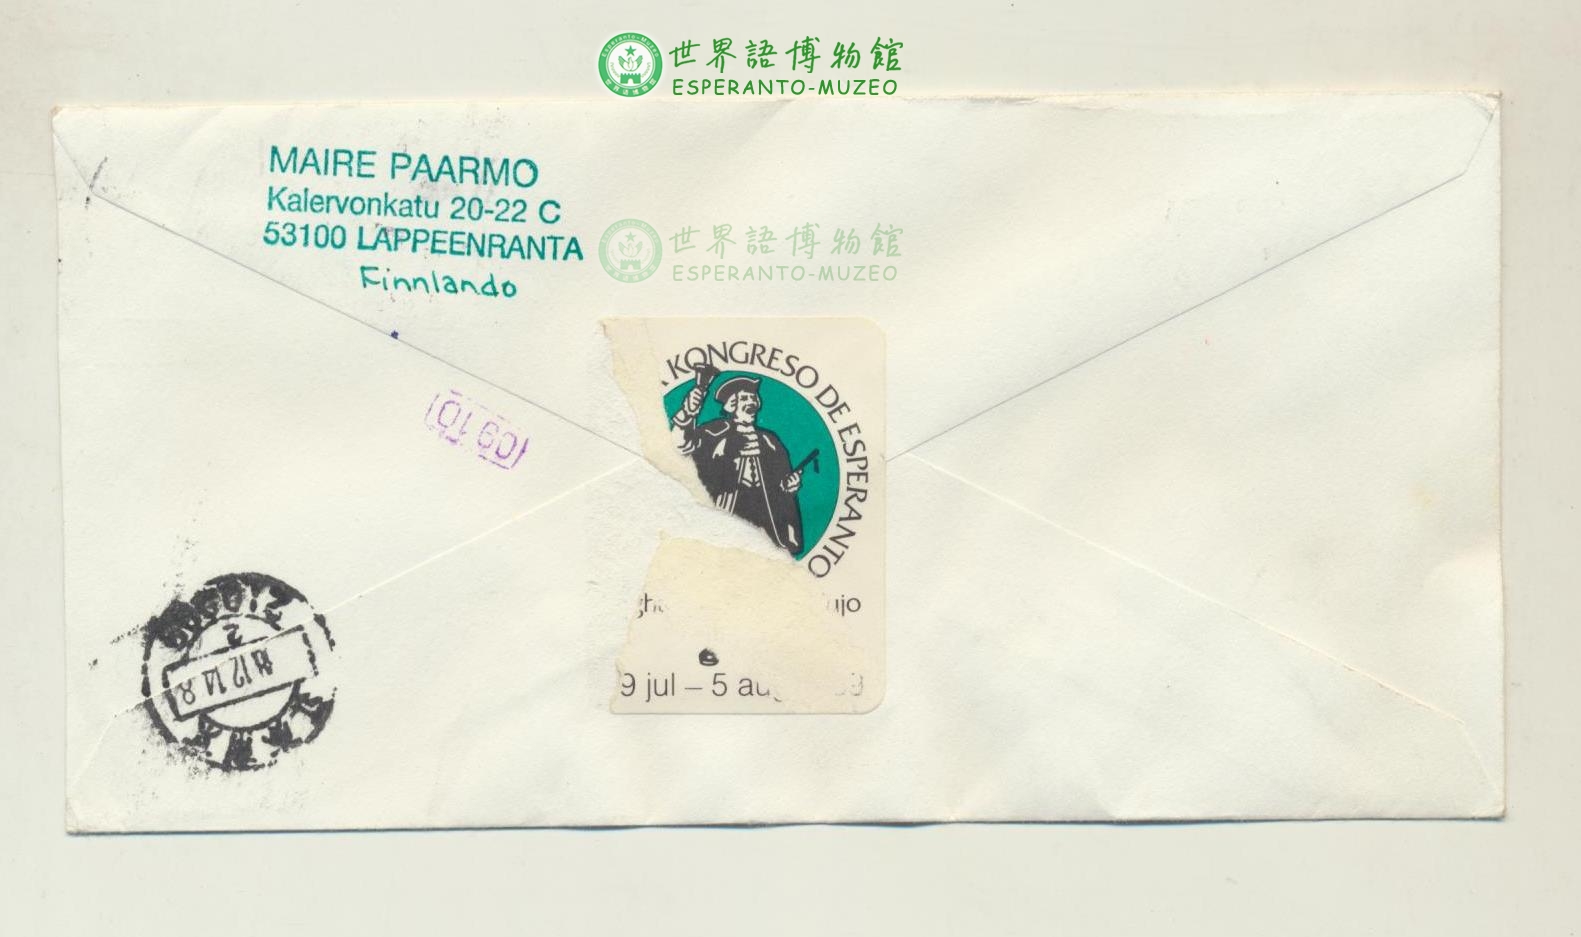 世界語博物館
ESPERANTO-MUZEO
MAIRE PAARMO
Kalervonkatu 20-22 C
53100 LAPPEENRANTA
Finnlando
世界語博物館
ESPERANTO-MUZEO
KONGRESO DE ESPERANTO
9 jul – 5 aug